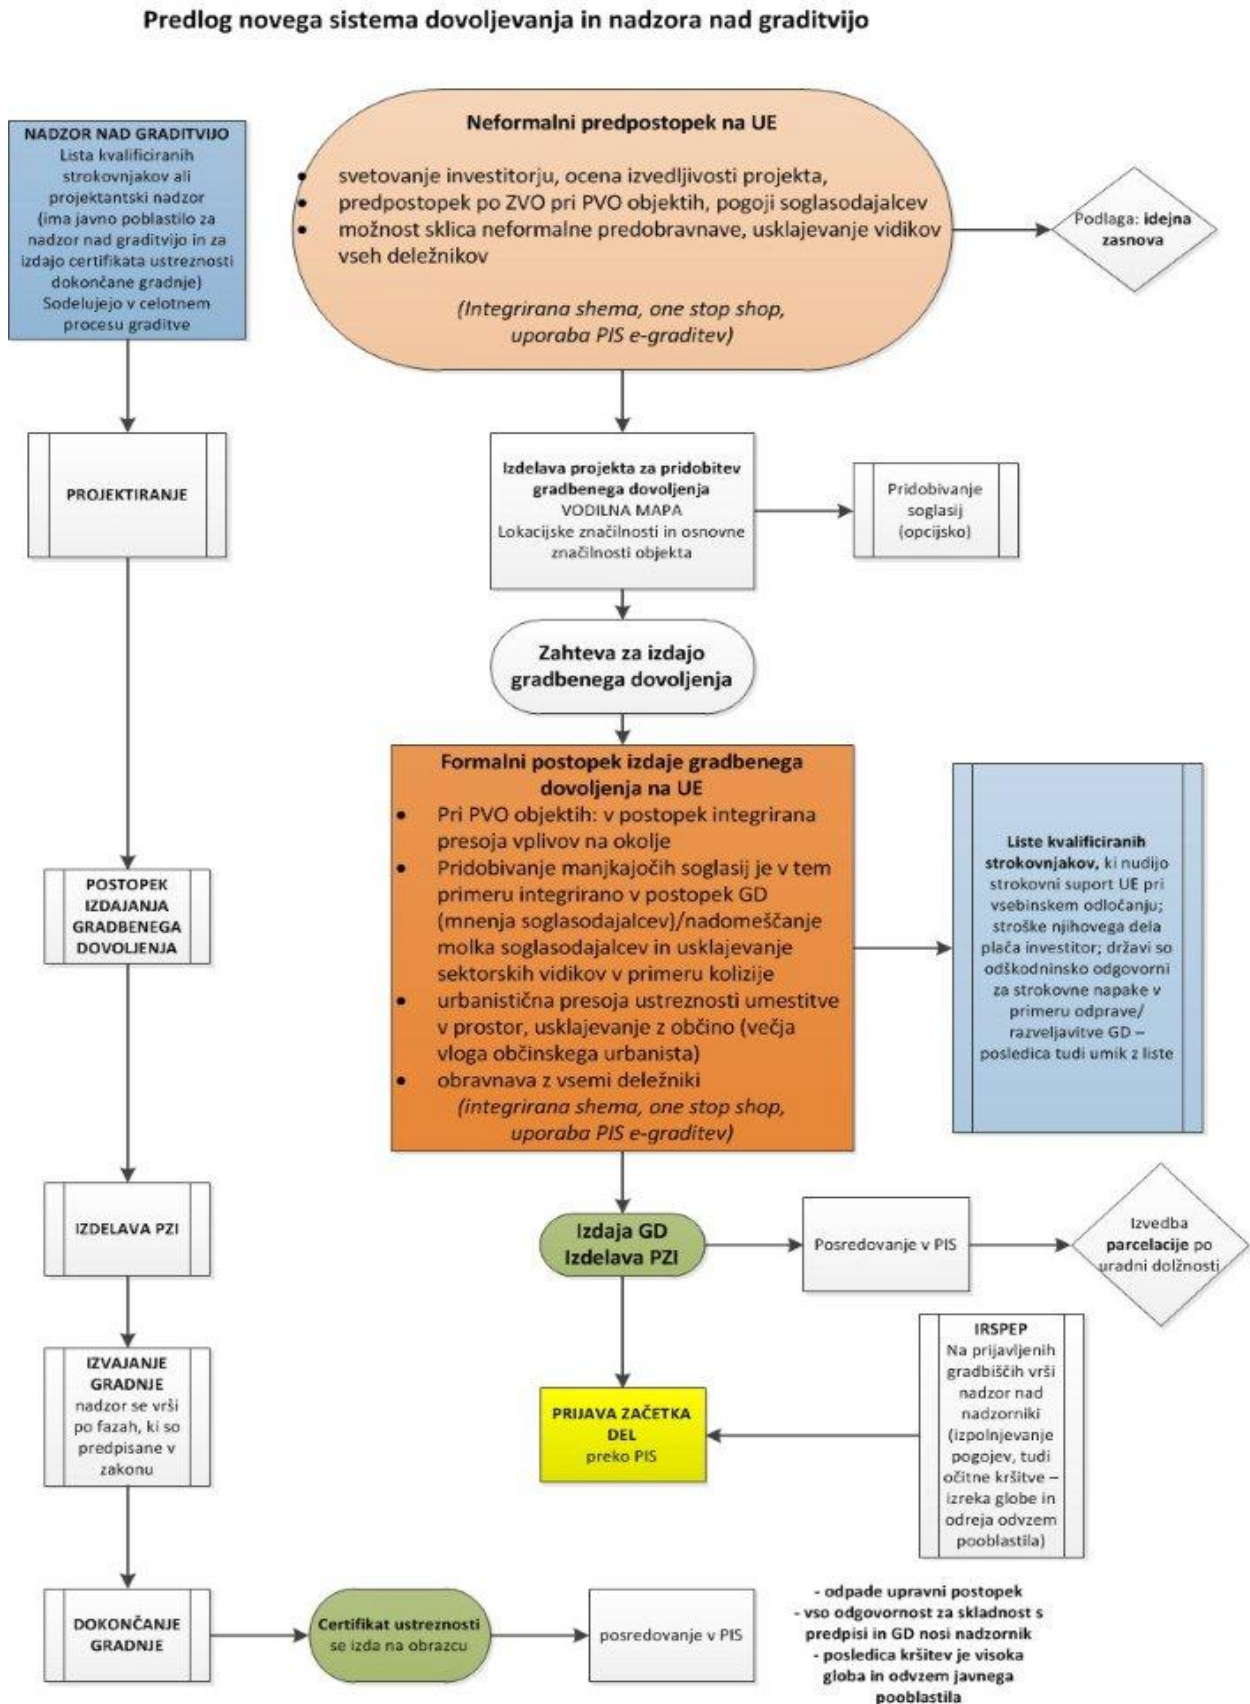 Predlog novega sistema dovoljevanja in nadzora nad graditvijo
NADZOR NAD GRADITVIJO
Lista kvalificiranih
strokovnjakov ali
projektantski nadzor
(ima javno poblastilo za
nadzor nad graditvijo in za
izdajo certifikata ustreznosti
dokončane gradnje)
Sodelujejo v celotnem
procesu graditve
Neformalni predpostopek na UE
• svetovanje investitorju, ocena izvedljivosti projekta,
• predpostopek po ZVO pri PVO objektih, pogoji soglasodajalcev
• možnost sklica neformalne predobravnave, usklajevanje vidikov
vseh deležnikov
(Integrirana shema, one stop shop,
uporaba PIS e-graditev)
Podlaga: idejna
zasnova
PROJEKTIRANJE
Izdelava projekta za pridobitev
gradbenega dovoljenja
VODILNA MAPA
Lokacijske značilnosti in osnovne
značilnosti objekta
Pridobivanje
soglasij
(opcijsko)
Zahteva za izdajo
gradbenega dovoljenja
POSTOPEK
IZDAJANJA
GRADBENEGA
DOVOLJENJA
Formalni postopek izdaje gradbenega
dovoljenja na UE
• Pri PVO objektih: v postopek integrirana
presoja vplivov na okolje
• Pridobivanje manjkajočih soglasij je v tem
primeru integrirano v postopek GD
(mnenja soglasodajalcev)/nadomeščanje
molka soglasodajalcev in usklajevanje
sektorskih vidikov v primeru kolizije
• urbanistična presoja ustreznosti umestitve
v prostor, usklajevanje z občino (večja
vloga občinskega urbanista)
• obravnava z vsemi deležniki
(integrirana shema, one stop shop,
uporaba PIS e-graditev)
Liste kvalificiranih
strokovnjakov, ki nudijo
strokovni suport UE pri
vsebinskem odločanju;
stroške njihovega dela
plača investitor; državi so
odškodninsko odgovorni
za strokovne napake v
primeru odprave/
razveljavitve GD –
posledica tudi umik z liste
IZDELAVA PZI
Izdaja GD
Izdelava PZI
Posredovanje v PIS
Izvedba
parcelacije po
uradni dolžnosti
IZVAJANJE
GRADNJE
nadzor se vrši
po fazah, ki so
predpisane v
zakonu
PRIJAVA ZAČETKA
DEL
preko PIS
IRSPEP
Na prijavljenih
gradbiščih vrši
nadzor nad
nadzorniki
(izpolnjevanje
pogojev, tudi
očitne kršitve –
izreka globe in
odreja odvzem
pooblastila)
DOKONČANJE
GRADNJE
Certifikat ustreznosti
se izda na obrazcu
posredovanje v PIS
- odpade upravni postopek
- vso odgovornost za skladnost s
predpisi in GD nosi nadzornik
- posledica kršitev je visoka
globa in odvzem javnega
pooblastila